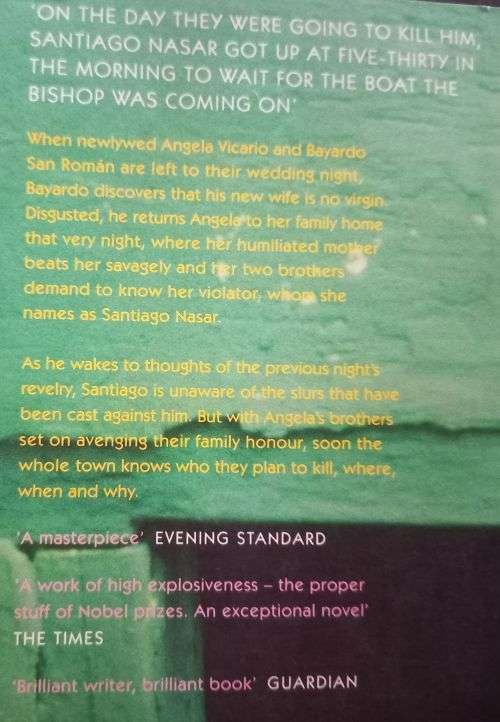 'ON THE DAY THEY WERE GOING TO KILL HIM,
SANTIAGO NASAR GOT UP AT FIVE-THIRTY IN
THE MORNING TO WAIT FOR THE BOAT THE
BISHOP WAS COMING ON'
When newlywed Angela Vicario and Bayardo
San Román are left to their wedding night,
Bayardo discovers that his new wife is no virgin.
Disgusted, he returns Angela to her family home
that very night, where her humiliated mother
beats her savagely and her two brothers
demand to know her violator, whom she
names as Santiago Nasar.
As he wakes to thoughts of the previous night's
revelry, Santiago is unaware of the slurs that have
been cast against him. But with Angela's brothers
set on avenging their family honour, soon the
whole town knows who they plan to kill, where,
when and why.
'A masterpiece' EVENING STANDARD
'A work of high explosiveness – the proper
stuff of Nobel prizes. An exceptional novel'
THE TIMES
'Brilliant writer, brilliant book' GUARDIAN